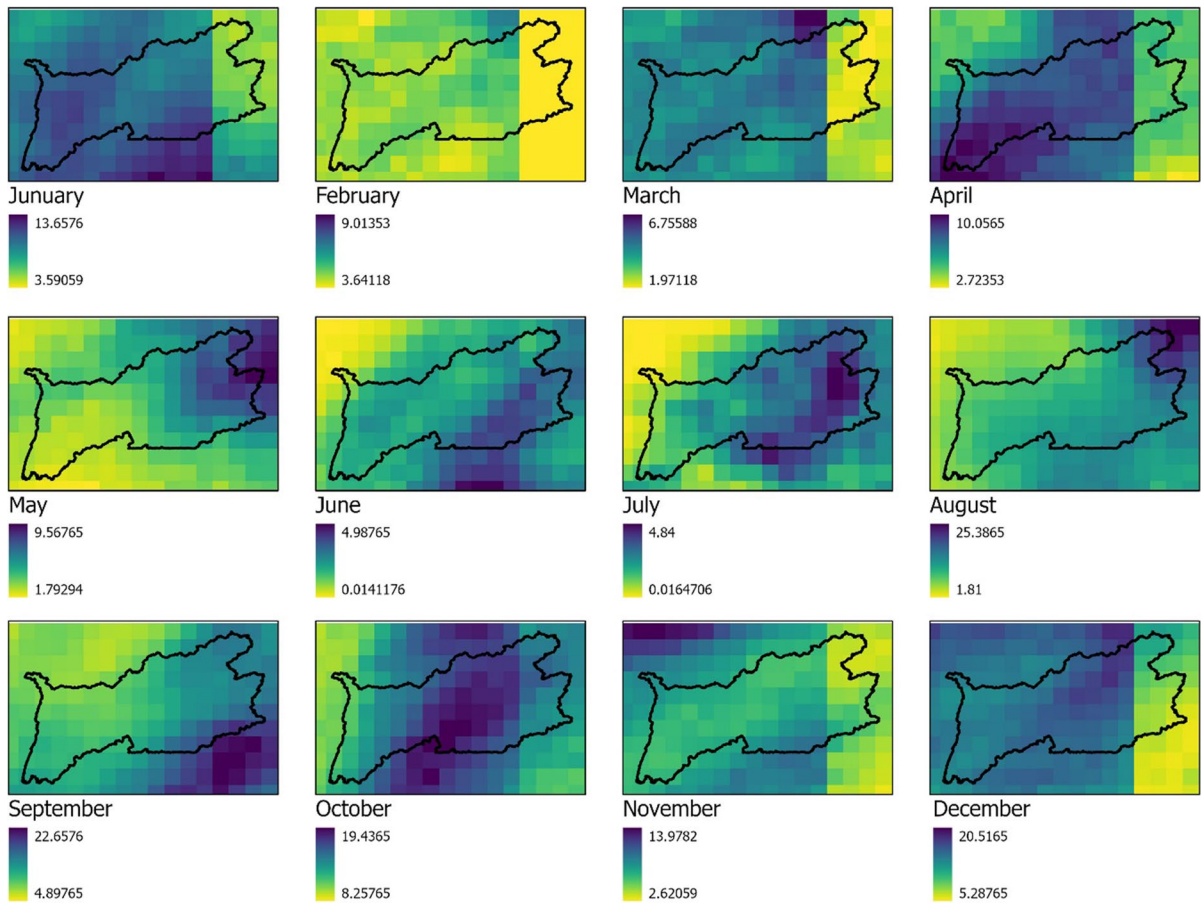 Junuary
13.6576
3.59059
February
9.01353
3.64118
March
6.75588
1.97118
April
10.0565
2.72353
May
9.56765
1.79294
June
4.98765
0.0141176
July
4.84
0.0164706
August
25.3865
1.81
September
22.6576
4.89765
October
19.4365
8.25765
November
13.9782
2.62059
December
20.5165
5.28765